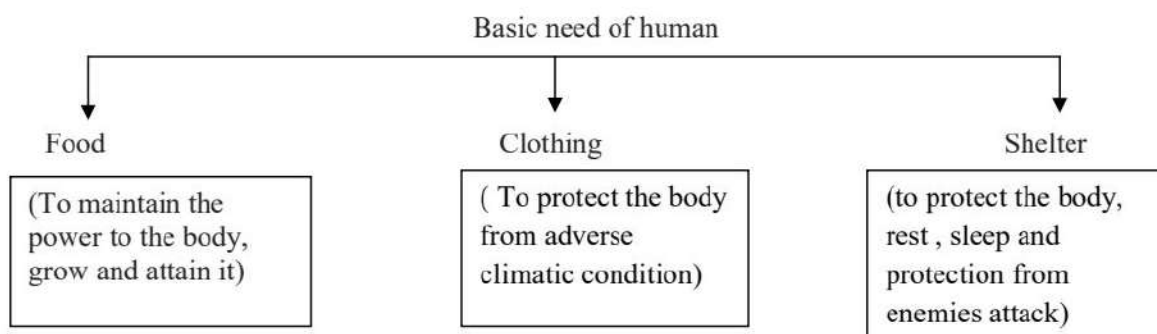 Basic need of human
Food
Clothing
Shelter
(To maintain the
power to the body,
grow and attain it)
( To protect the body
from adverse
climatic condition)
(to protect the body,
rest , sleep and
protection from
enemies attack)